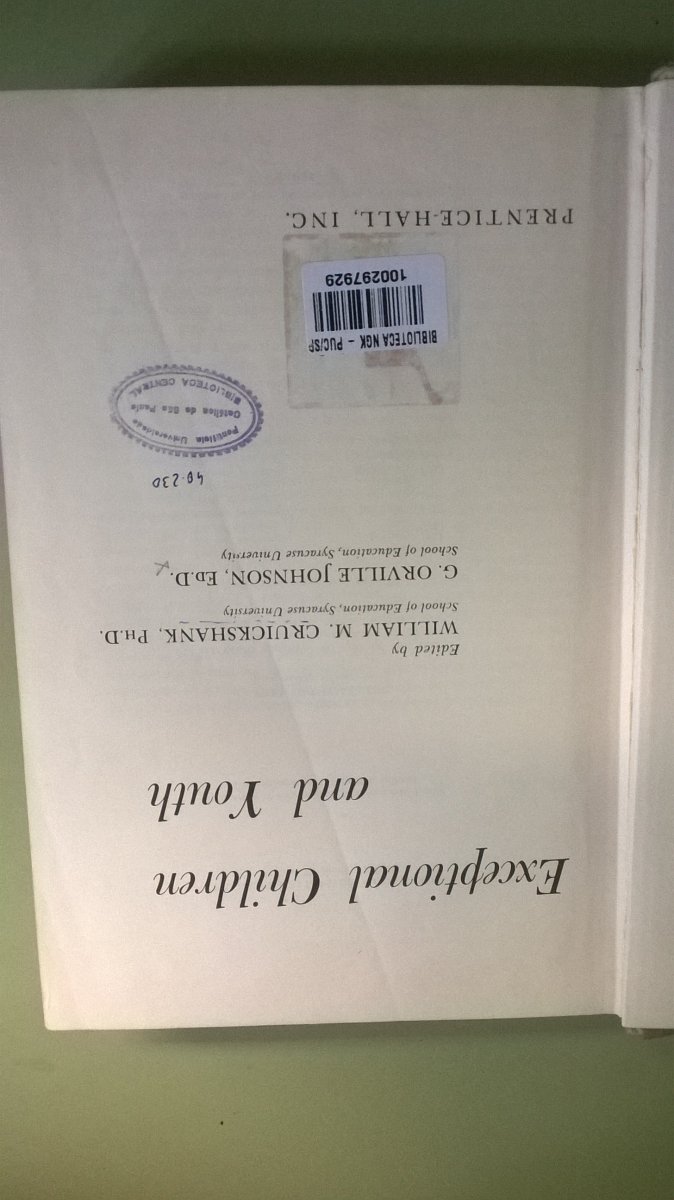 Exceptional Children
and Youth
Edited by
WILLIAM M. CRUICKSHANK, PH.D.
School of Education, Syracuse University
G. ORVILLE JOHNSON, ED.D.
School of Education, Syracuse University
40.230
Pontifícia Universidade
Católica de São Paulo
BIBLIOTECA CENTRAL
BIBLIOTECA NGK - PUC/SP
100297929
PRENTICE-HALL, INC.